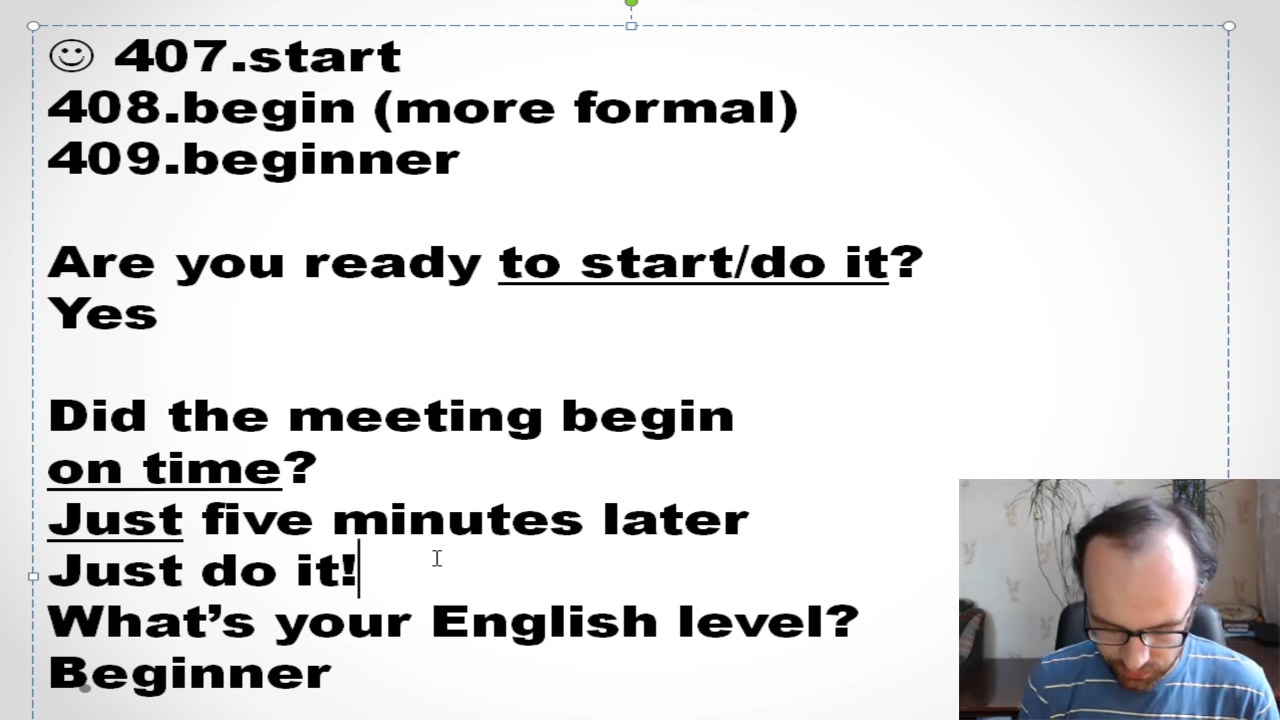 ☺ 407.start
408.begin (more formal)
409.beginner
Are you ready to start/do it?
Yes
Did the meeting begin
on time?
Just five minutes later
Just do it!
What’s your English level?
Beginner